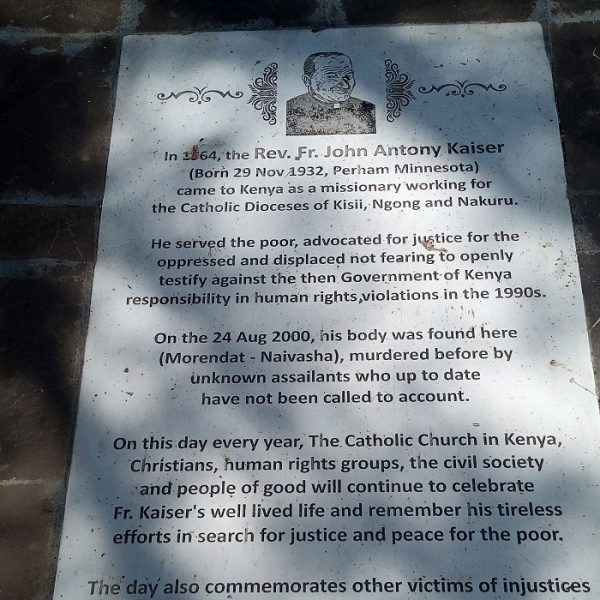 In 1964, the Rev. Fr. John Antony Kaiser
(Born 29 Nov 1932, Perham Minnesota)
came to Kenya as a missionary working for
the Catholic Dioceses of Kisii, Ngong and Nakuru.
He served the poor, advocated for justice for the
oppressed and displaced not fearing to openly
testify against the then Government of Kenya
responsibility in human rights violations in the 1990s.
On the 24 Aug 2000, his body was found here
(Morendat - Naivasha), murdered before by
unknown assailants who up to date
have not been called to account.
On this day every year, The Catholic Church in Kenya,
Christians, human rights groups, the civil society
and people of good will continue to celebrate
Fr. Kaiser's well lived life and remember his tireless
efforts in search for justice and peace for the poor.
The day also commemorates other victims of injustices